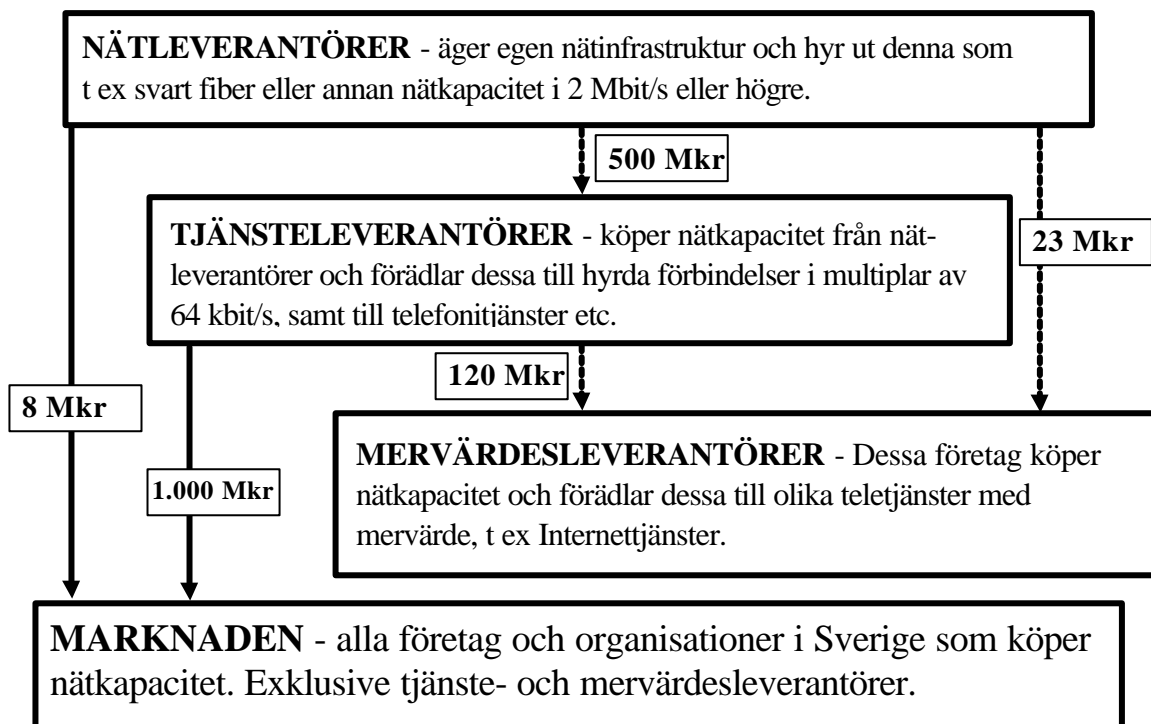 NÄTLEVERANTÖRER - äger egen nätinfrastruktur och hyr ut denna som
t ex svart fiber eller annan nätkapacitet i 2 Mbit/s eller högre.
500 Mkr
TJÄNSTELEVERANTÖRER - köper nätkapacitet från nät-
leverantörer och förädlar dessa till hyrda förbindelser i multiplar av
64 kbit/s, samt till telefonitjänster etc.
23 Mkr
120 Mkr
8 Mkr
MERVÄRDESLEVERANTÖRER - Dessa företag köper
nätkapacitet och förädlar dessa till olika teletjänster med
mervärde, t ex Internettjänster.
1.000 Mkr
MARKNADEN - alla företag och organisationer i Sverige som köper
nätkapacitet. Exklusive tjänste- och mervärdesleverantörer.